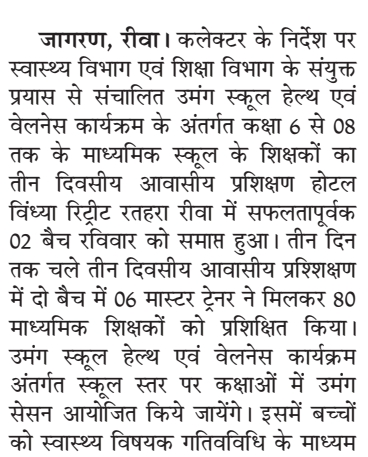 जागरण, रीवा। कलेक्टर के निर्देश पर
स्वास्थ्य विभाग एवं शिक्षा विभाग के संयुक्त
प्रयास से संचालित उमंग स्कूल हेल्थ एवं
वेलनेस कार्यक्रम के अंतर्गत कक्षा 6 से 08
तक के माध्यमिक स्कूल के शिक्षकों का
तीन दिवसीय आवासीय प्रशिक्षण होटल
विंध्या रिट्रीट रतहरा रीवा में सफलतापूर्वक
02 बैच रविवार को समाप्त हुआ। तीन दिन
तक चले तीन दिवसीय आवासीय प्रश्शिक्षण
में दो बैच में 06 मास्टर ट्रेनर ने मिलकर 80
माध्यमिक शिक्षकों को प्रशिक्षित किया।
उमंग स्कूल हेल्थ एवं वेलनेस कार्यक्रम
अंतर्गत स्कूल स्तर पर कक्षाओं में उमंग
सेसन आयोजित किये जायेंगे। इसमें बच्चों
को स्वास्थ्य विषयक गतिवविधि के माध्यम